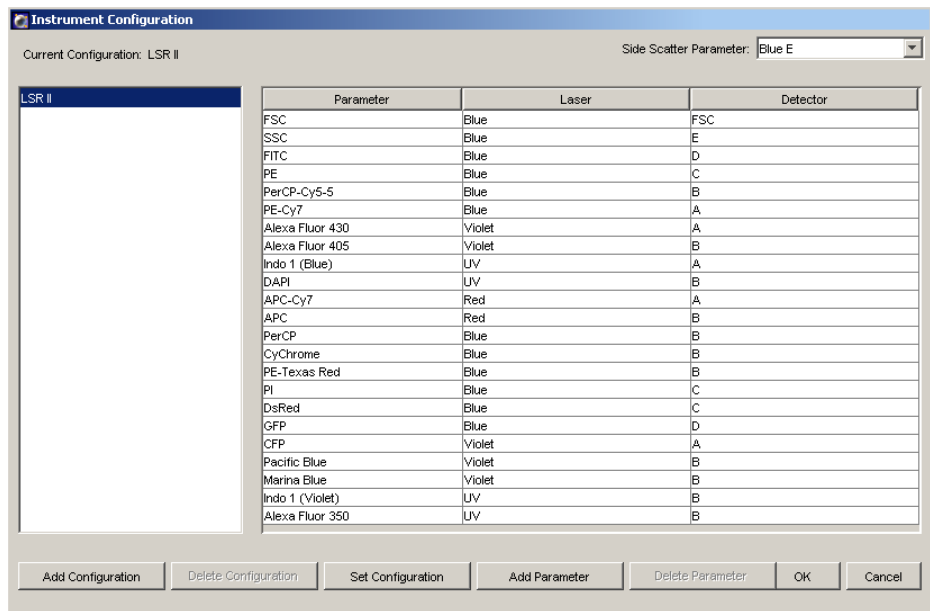 Instrument Configuration
Current Configuration: LSR II
Side Scatter Parameter: Blue E
LSR II
Parameter Laser Detector
FSC Blue FSC
SSC Blue E
FITC Blue D
PE Blue C
PerCP-Cy5-5 Blue B
PE-Cy7 Blue A
Alexa Fluor 430 Violet A
Alexa Fluor 405 Violet B
Indo 1 (Blue) UV A
DAPI UV B
APC-Cy7 Red A
APC Red B
PerCP Blue B
CyChrome Blue B
PE-Texas Red Blue B
PI Blue C
DsRed Blue C
GFP Blue D
CFP Violet A
Pacific Blue Violet B
Marina Blue Violet B
Indo 1 (Violet) UV B
Alexa Fluor 350 UV B
Add Configuration Delete Configuration Set Configuration Add Parameter Delete Parameter OK Cancel